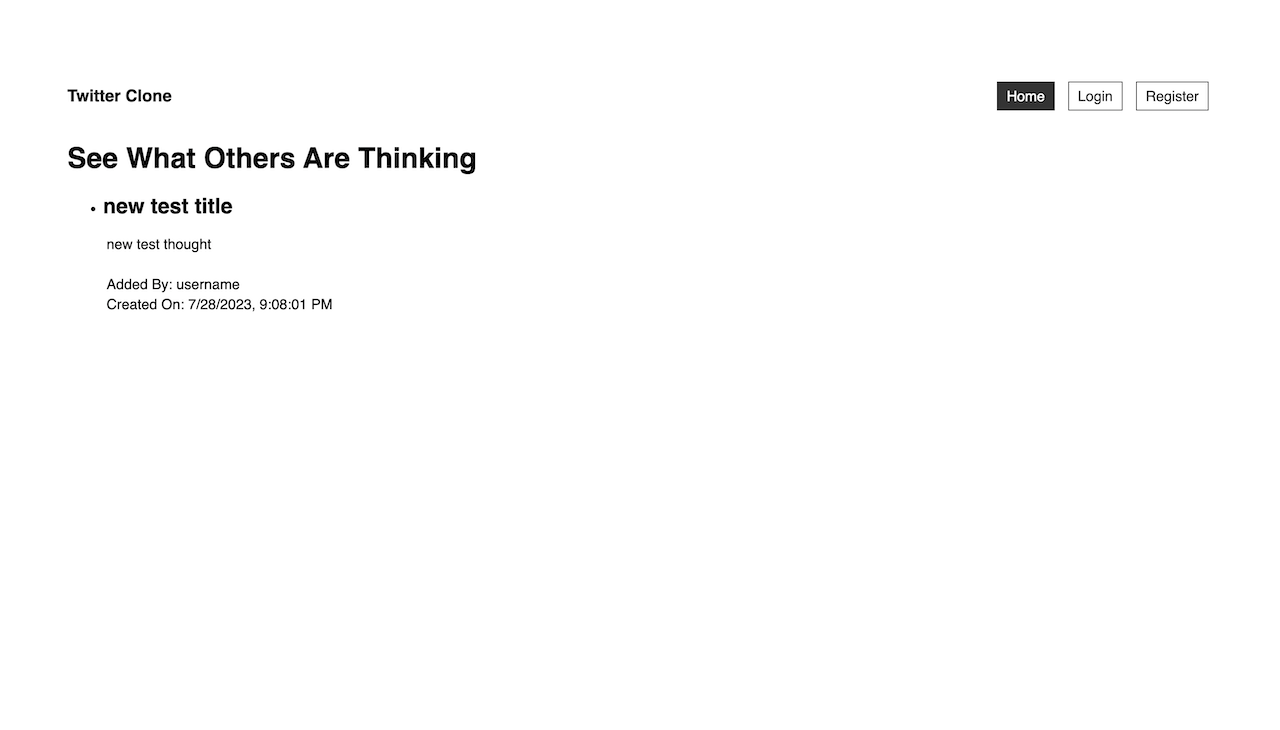 Twitter Clone
Home
Login
Register
See What Others Are Thinking
new test title
new test thought
Added By: username
Created On: 7/28/2023, 9:08:01 PM